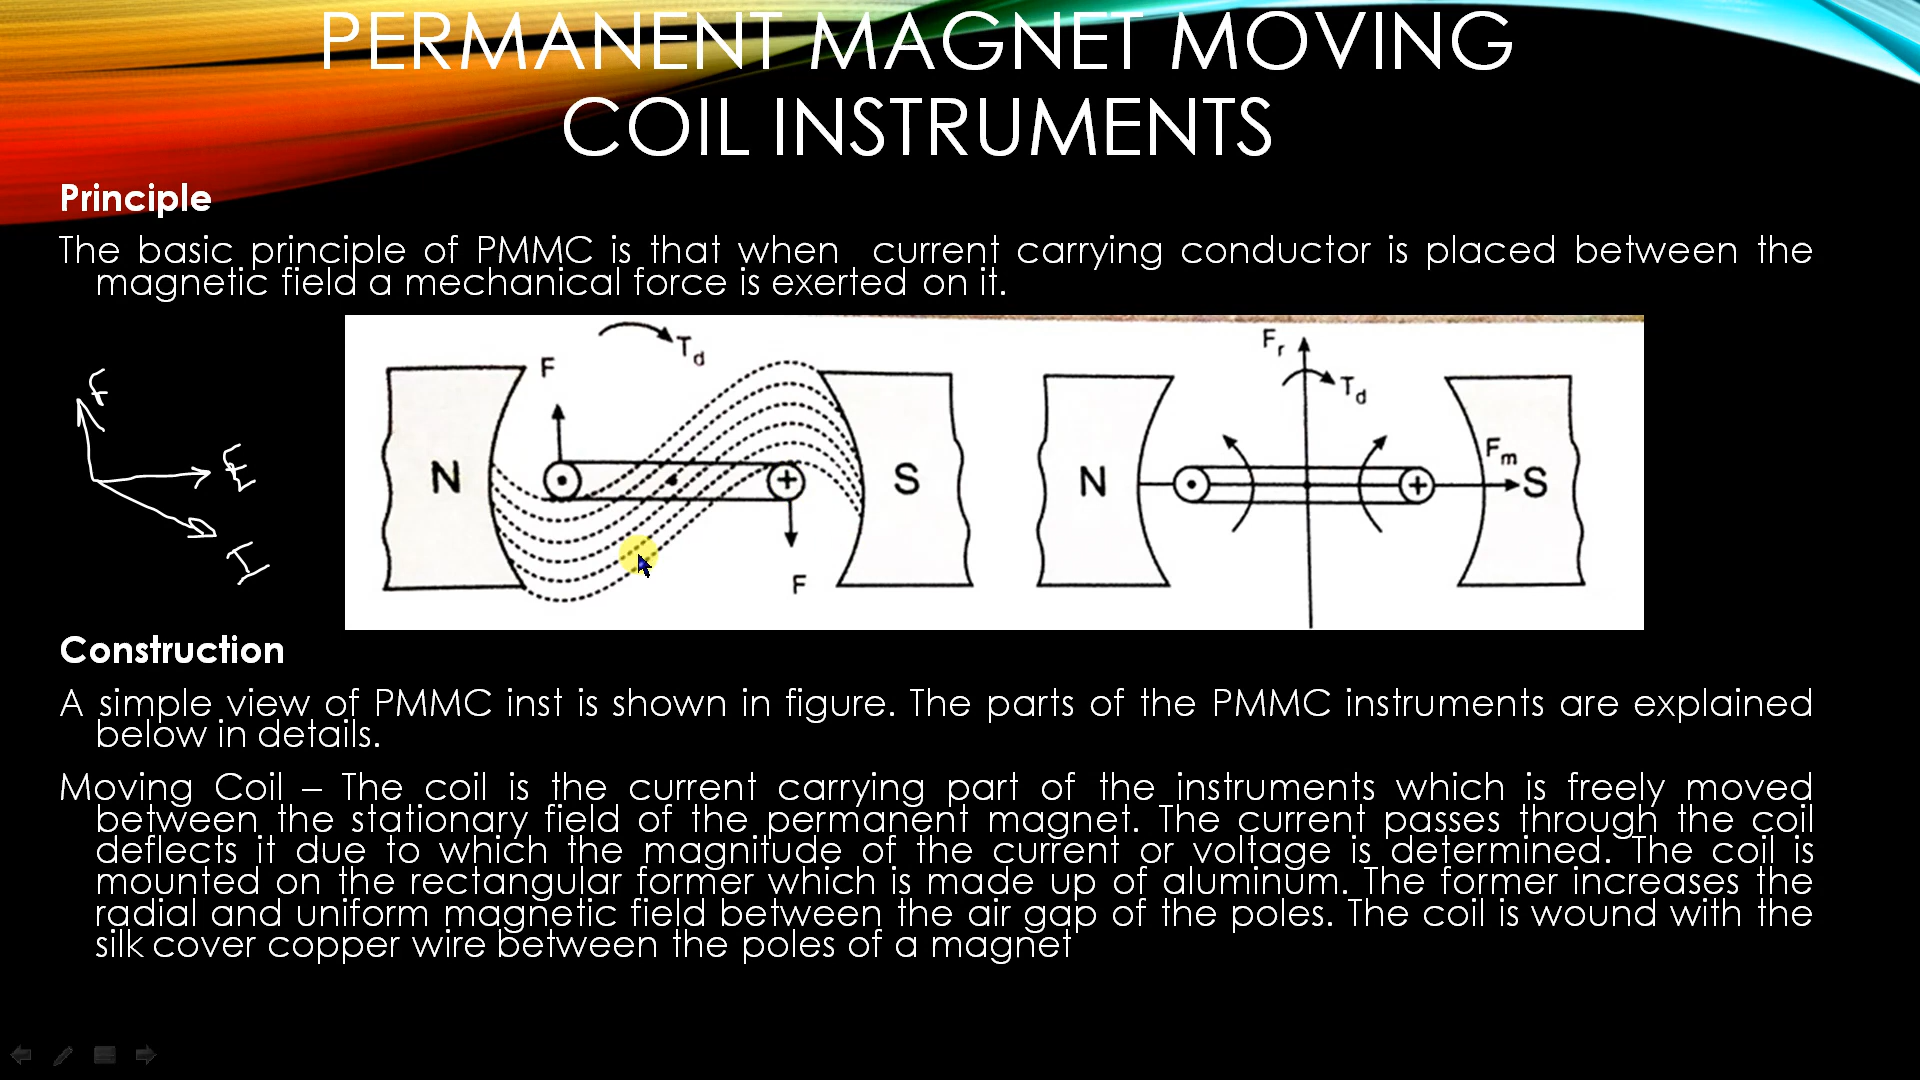 PERMANENT MAGNET MOVING
COIL INSTRUMENTS
Principle
The basic principle of PMMC is that when current carrying conductor is placed between the
magnetic field a mechanical force is exerted on it.
F
I
F
Td
N
S
F
Fr
Td
N
Fm
S
Construction
A simple view of PMMC inst is shown in figure. The parts of the PMMC instruments are explained
below in details.
Moving Coil – The coil is the current carrying part of the instruments which is freely moved
between the stationary field of the permanent magnet. The current passes through the coil
deflects it due to which the magnitude of the current or voltage is determined. The coil is
mounted on the rectangular former which is made up of aluminum. The former increases the
radial and uniform magnetic field between the air gap of the poles. The coil is wound with the
silk cover copper wire between the poles of a magnet